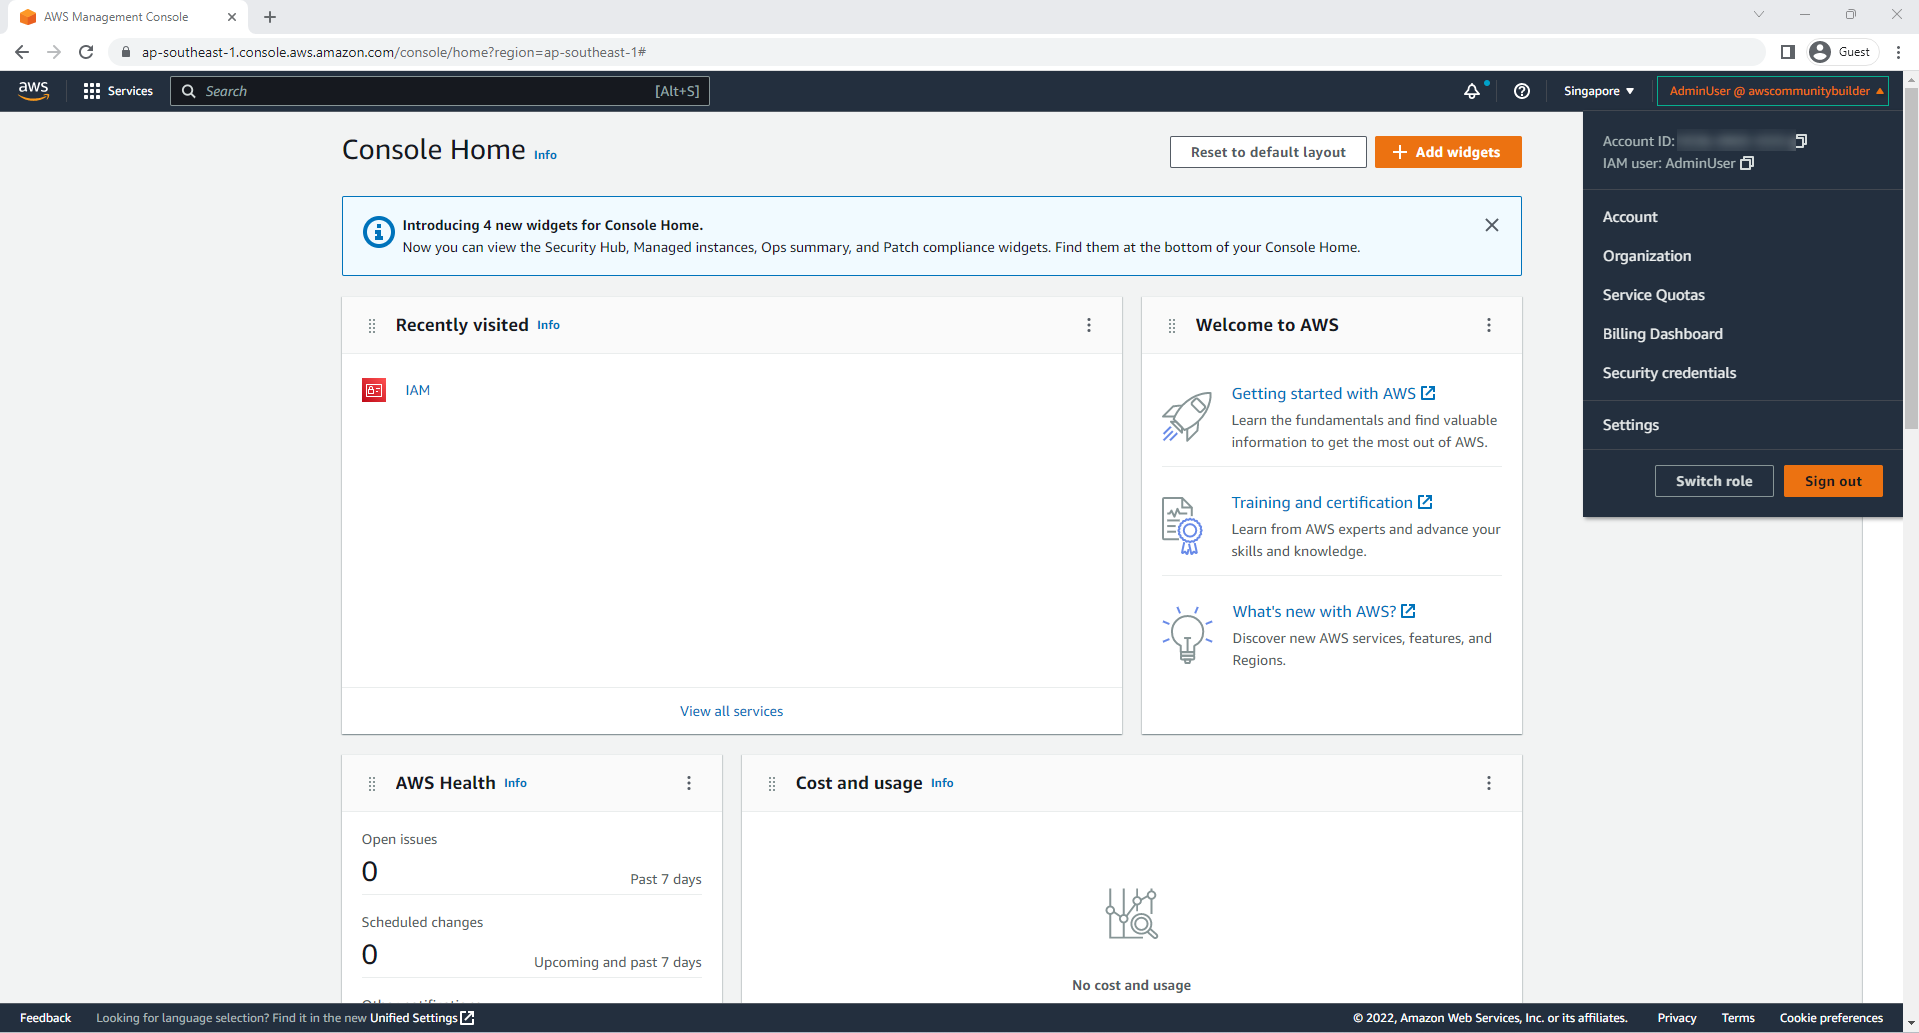 AWS Management Console
ap-southeast-1.console.aws.amazon.com/console/home?region=ap-southeast-1#
Guest
aws
Services
Search
[Alt+S]
Singapore
AdminUser @ awscommunitybuilder
Account ID:
IAM user: AdminUser
Account
Organization
Service Quotas
Billing Dashboard
Security credentials
Settings
Switch role
Sign out
Console Home Info
Reset to default layout
Add widgets
Introducing 4 new widgets for Console Home.
Now you can view the Security Hub, Managed instances, Ops summary, and Patch compliance widgets. Find them at the bottom of your Console Home.
Recently visited Info
IAM
View all services
Welcome to AWS
Getting started with AWS
Learn the fundamentals and find valuable
information to get the most out of AWS.
Training and certification
Learn from AWS experts and advance your
skills and knowledge.
What's new with AWS?
Discover new AWS services, features, and
Regions.
AWS Health Info
Open issues
0
Past 7 days
Scheduled changes
0
Upcoming and past 7 days
Cost and usage Info
No cost and usage
Feedback
Looking for language selection? Find it in the new Unified Settings
© 2022, Amazon Web Services, Inc. or its affiliates.
Privacy
Terms
Cookie preferences